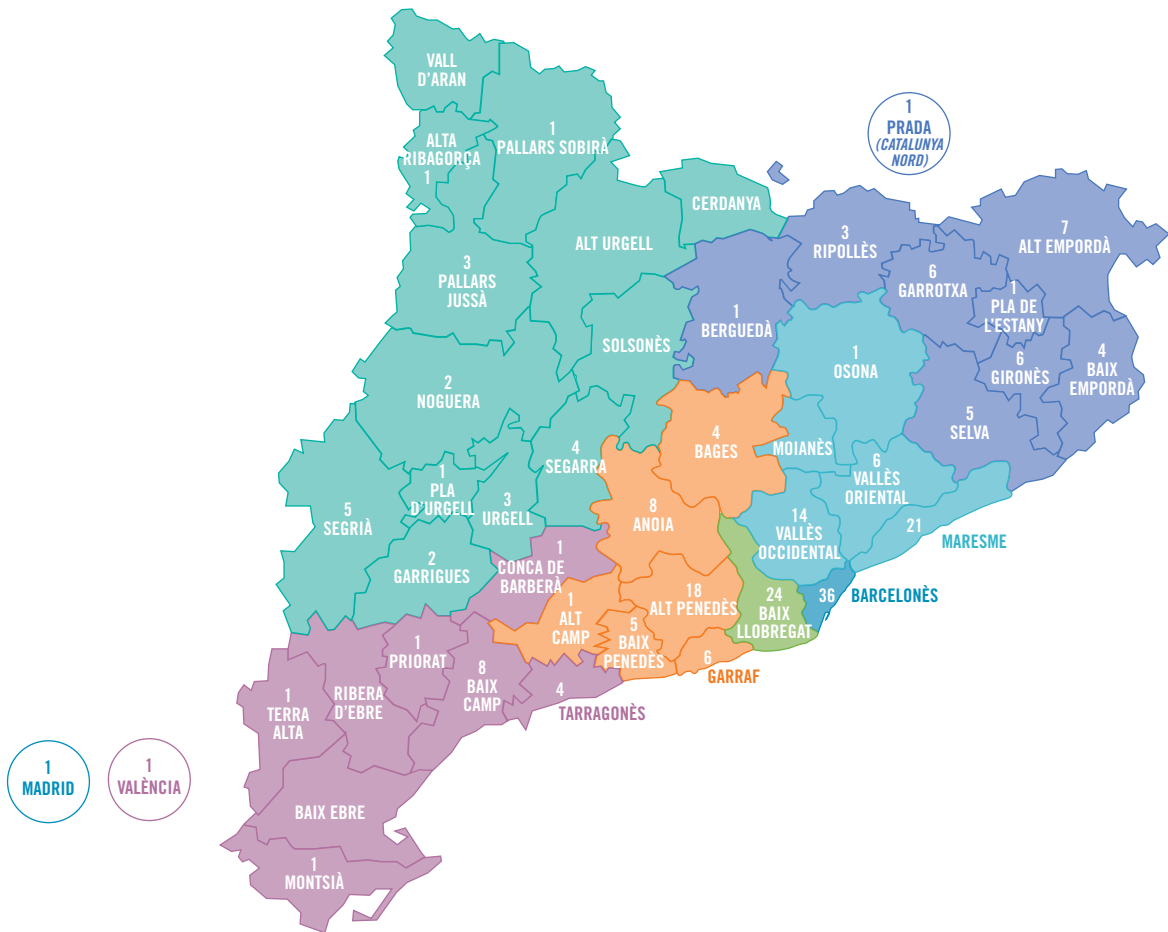 VALL
D'ARAN
1
PALLARS SOBIRÀ
ALTA
RIBAGORÇA
1
1
PRADA
(CATALUNYA
NORD)
CERDANYA
ALT URGELL
3
RIPOLLÈS
7
ALT EMPORDÀ
3
PALLARS
JUSSÀ
6
GARROTXA
1
PLA DE
L'ESTANY
1
BERGUEDÀ
SOLSONÈS
1
OSONA
6
GIRONÈS
4
BAIX
EMPORDÀ
2
NOGUERA
5
SELVA
4
BAGES
4
SEGARRA
MOIANÈS
6
VALLÈS
ORIENTAL
1
PLA
D'URGELL
3
URGELL
5
SEGRIÀ
8
ANOIA
14
VALLÈS
OCCIDENTAL
21
MARESME
2
GARRIGUES
1
CONCA DE
BARBERÀ
18
ALT PENEDÈS
24
BAIX
LLOBREGAT
36
BARCELONÈS
1
ALT
CAMP
5
BAIX
PENEDÈS
6
GARRAF
1
PRIORAT
8
BAIX
CAMP
4
TARRAGONÈS
1
TERRA
ALTA
RIBERA
D'EBRE
1
MADRID
1
VALÈNCIA
BAIX EBRE
1
MONTSIÀ